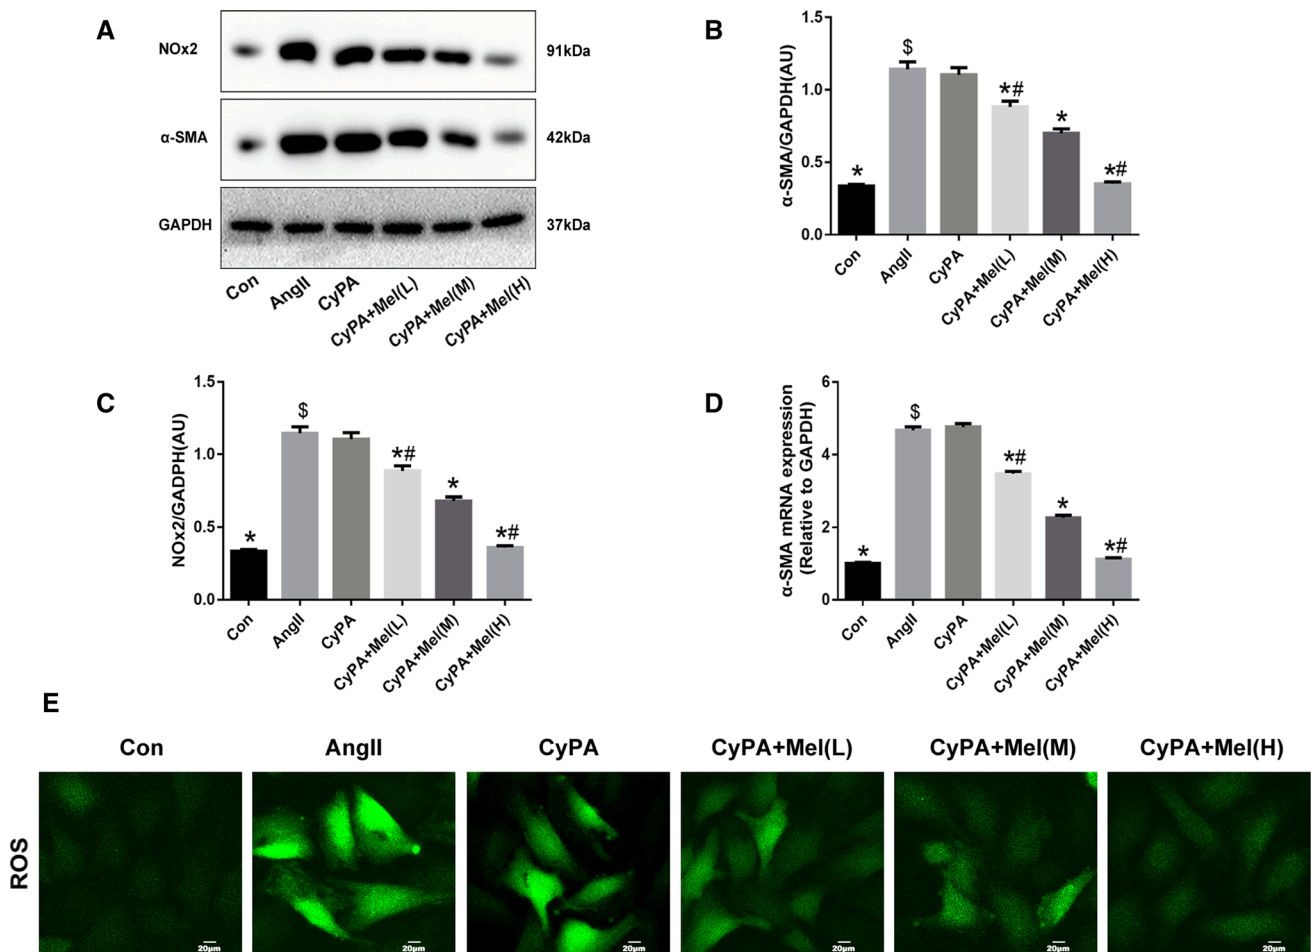 A
NOx2
91kDa
α-SMA
42kDa
GAPDH
37kDa
Con
AngII
CyPA
CyPA+Mel(L)
CyPA+Mel(M)
CyPA+Mel(H)
B
α-SMA/GAPDH(AU)
1.5
1.0
0.5
0.0
*
$
*#
*
*#
Con
AngII
CyPA
CyPA+Mel(L)
CyPA+Mel(M)
CyPA+Mel(H)
C
NOx2/GADPH(AU)
1.5
1.0
0.5
0.0
*
$
*#
*
*#
Con
AngII
CyPA
CyPA+Mel(L)
CyPA+Mel(M)
CyPA+Mel(H)
D
α-SMA mRNA expression
(Relative to GAPDH)
6
4
2
0
*
$
*#
*
*#
Con
AngII
CyPA
CyPA+Mel(L)
CyPA+Mel(M)
CyPA+Mel(H)
E
Con
AngII
CyPA
CyPA+Mel(L)
CyPA+Mel(M)
CyPA+Mel(H)
ROS
20μm
20μm
20μm
20μm
20μm
20μm